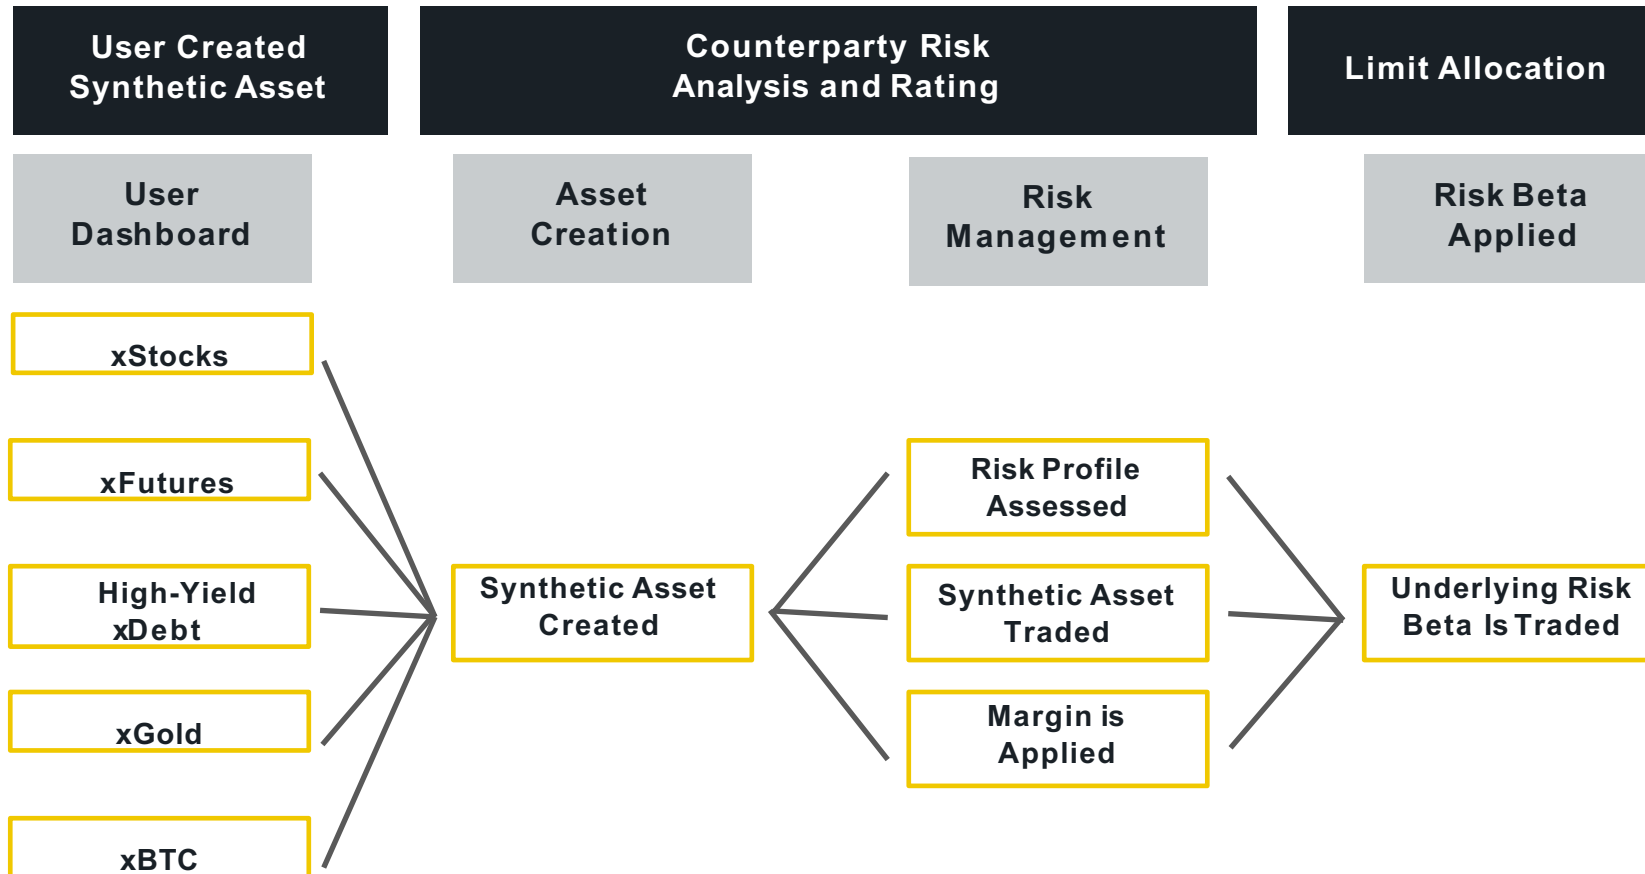 User Created
Synthetic Asset
Counterparty Risk
Analysis and Rating
Limit Allocation
User
Dashboard
Asset
Creation
Risk
Management
Risk Beta
Applied
xStocks
xFutures
High-Yield
xDebt
xGold
xBTC
Synthetic Asset
Created
Risk Profile
Assessed
Synthetic Asset
Traded
Margin is
Applied
Underlying Risk
Beta Is Traded